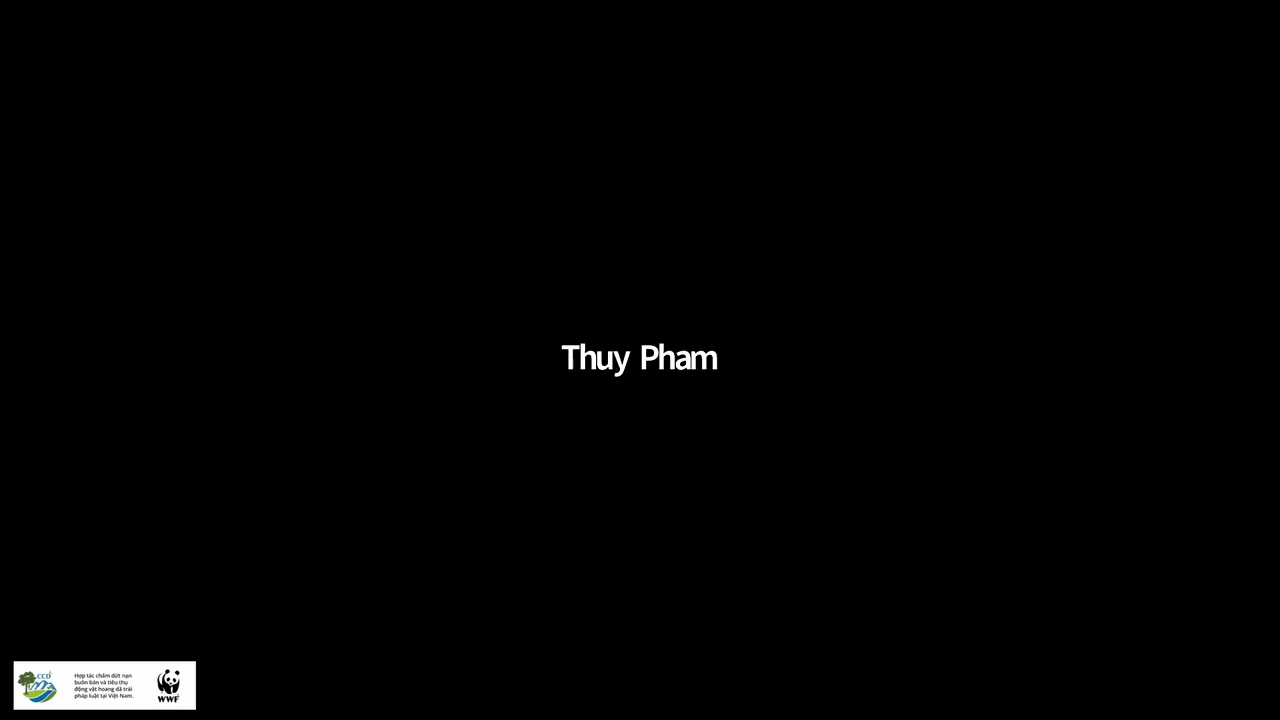 Thuy Pham
CCD
Hợp tác chấm dứt nạn
buôn bán và tiêu thụ
động vật hoang dã trái
pháp luật tại Việt Nam.
WWF